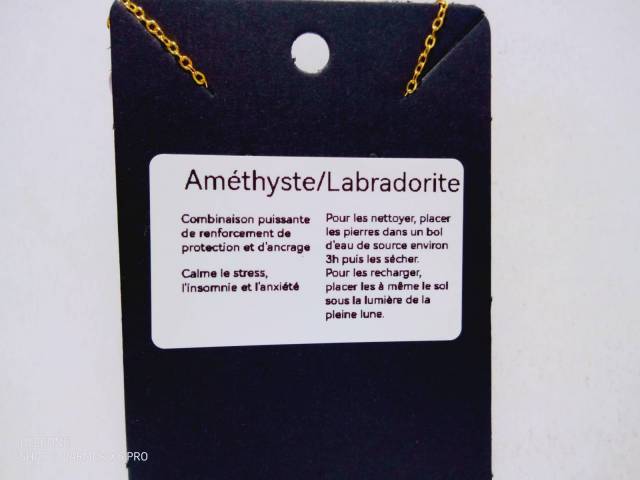 Améthyste/Labradorite
Combinaison puissante
de renforcement de
protection et d'ancrage
Calme le stress,
l'insomnie et l'anxiété
Pour les nettoyer, placer
les pierres dans un bol
d'eau de source environ
3h puis les sécher.
Pour les recharger,
placer les à même le sol
sous la lumière de la
pleine lune.
PRO